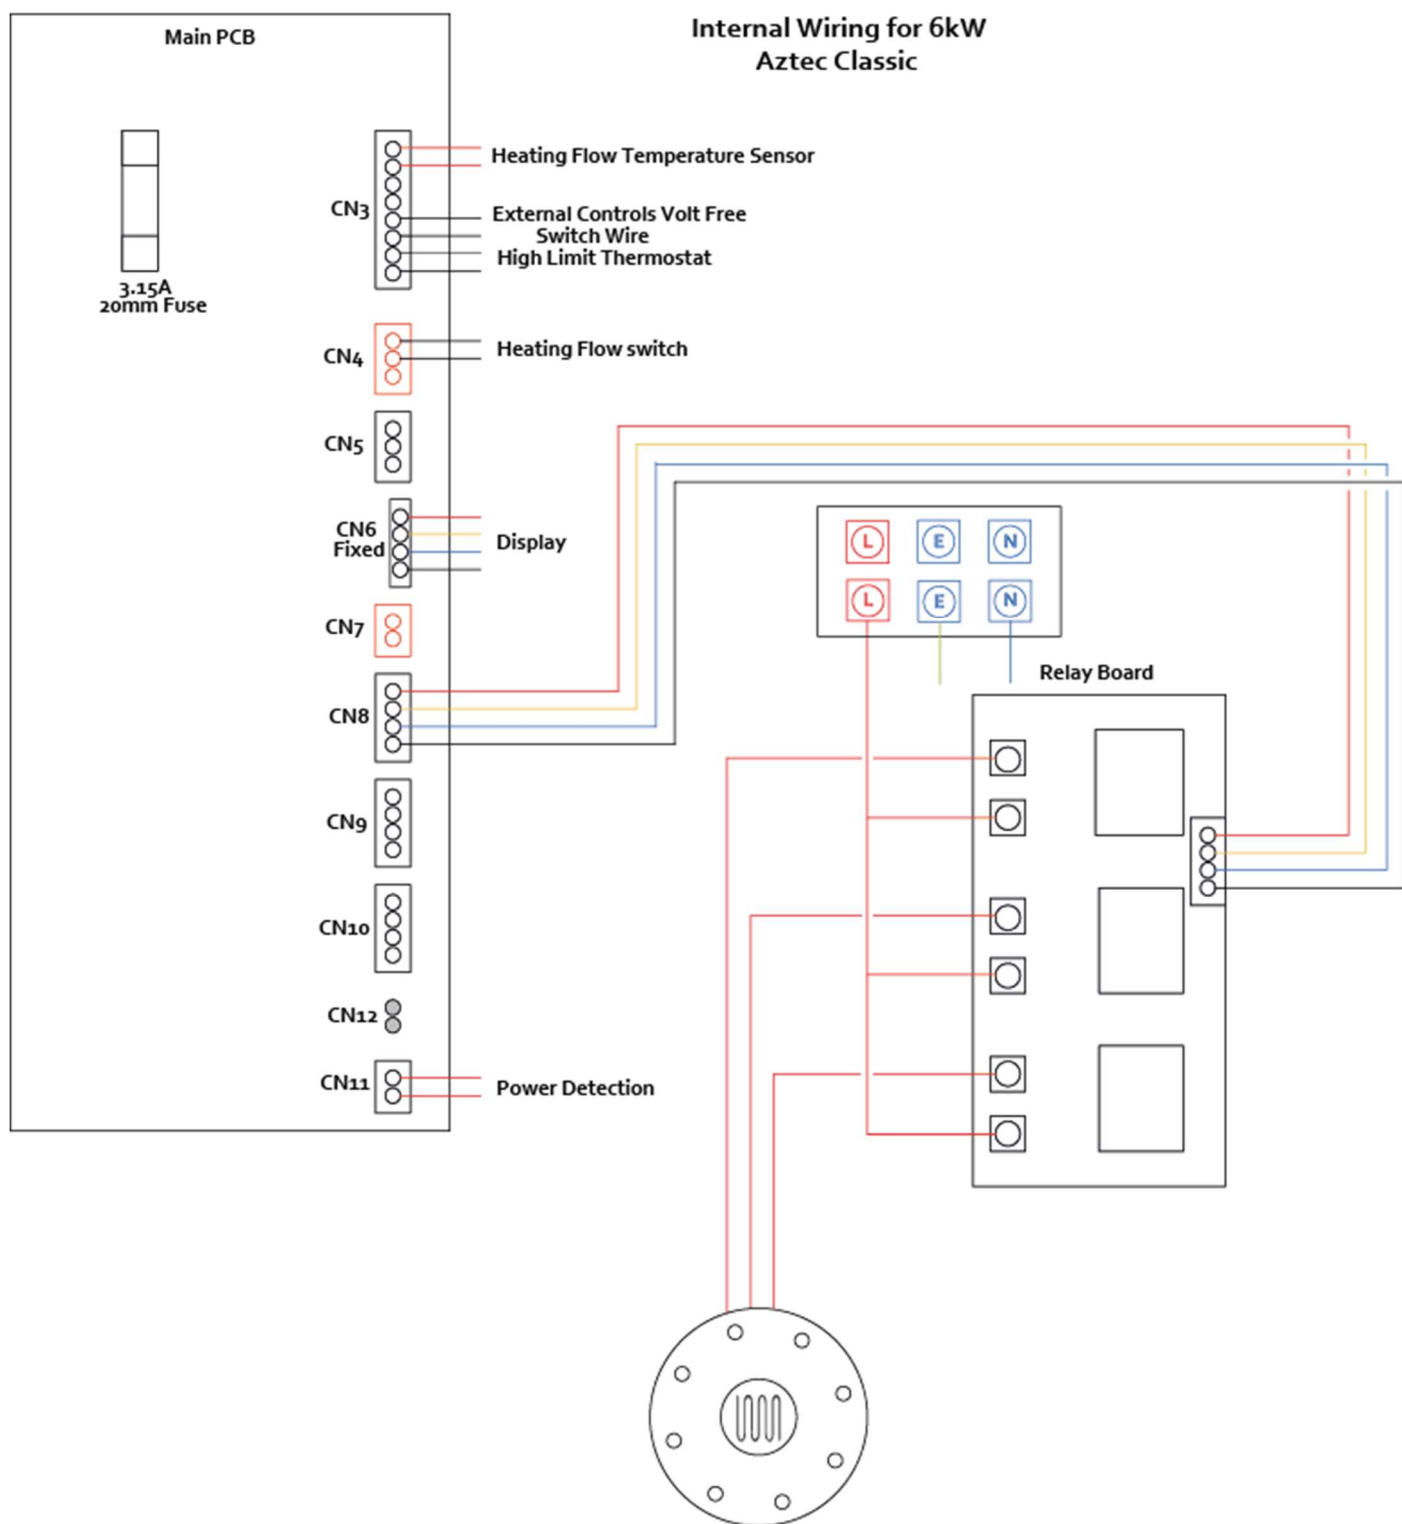 Internal Wiring for 6kW
Aztec Classic
Main PCB
3.15A
20mm Fuse
CN3
Heating Flow Temperature Sensor
External Controls Volt Free
Switch Wire
High Limit Thermostat
CN4
Heating Flow switch
CN5
CN6
Fixed
Display
CN7
CN8
CN9
CN10
CN12
CN11
Power Detection
L E N
L E N
Relay Board